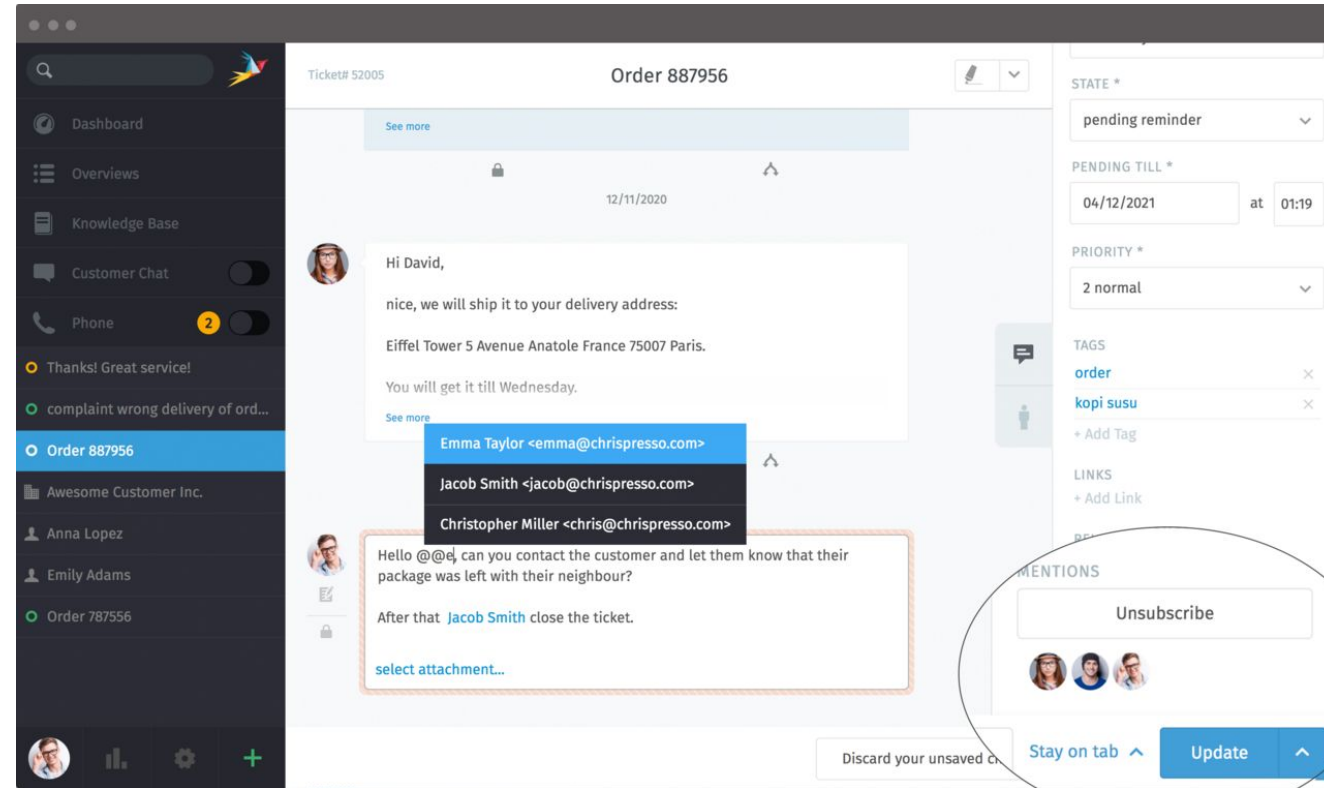 Dashboard
Overviews
Knowledge Base
Customer Chat
Phone 2
Thanks! Great service!
complaint wrong delivery of ord...
Order 887956
Awesome Customer Inc.
Anna Lopez
Emily Adams
Order 787556
Ticket# 52005
Order 887956
See more
12/11/2020
Hi David,
nice, we will ship it to your delivery address:
Eiffel Tower 5 Avenue Anatole France 75007 Paris.
You will get it till Wednesday.
See more
Emma Taylor <emma@chrispresso.com>
Jacob Smith <jacob@chrispresso.com>
Christopher Miller <chris@chrispresso.com>
Hello @@e, can you contact the customer and let them know that their
package was left with their neighbour?
After that Jacob Smith close the ticket.
select attachment...
Discard your unsaved
STATE *
pending reminder
PENDING TILL *
04/12/2021 at 01:19
PRIORITY *
2 normal
TAGS
order
kopi susu
+ Add Tag
LINKS
+ Add Link
MENTIONS
Unsubscribe
Stay on tab
Update